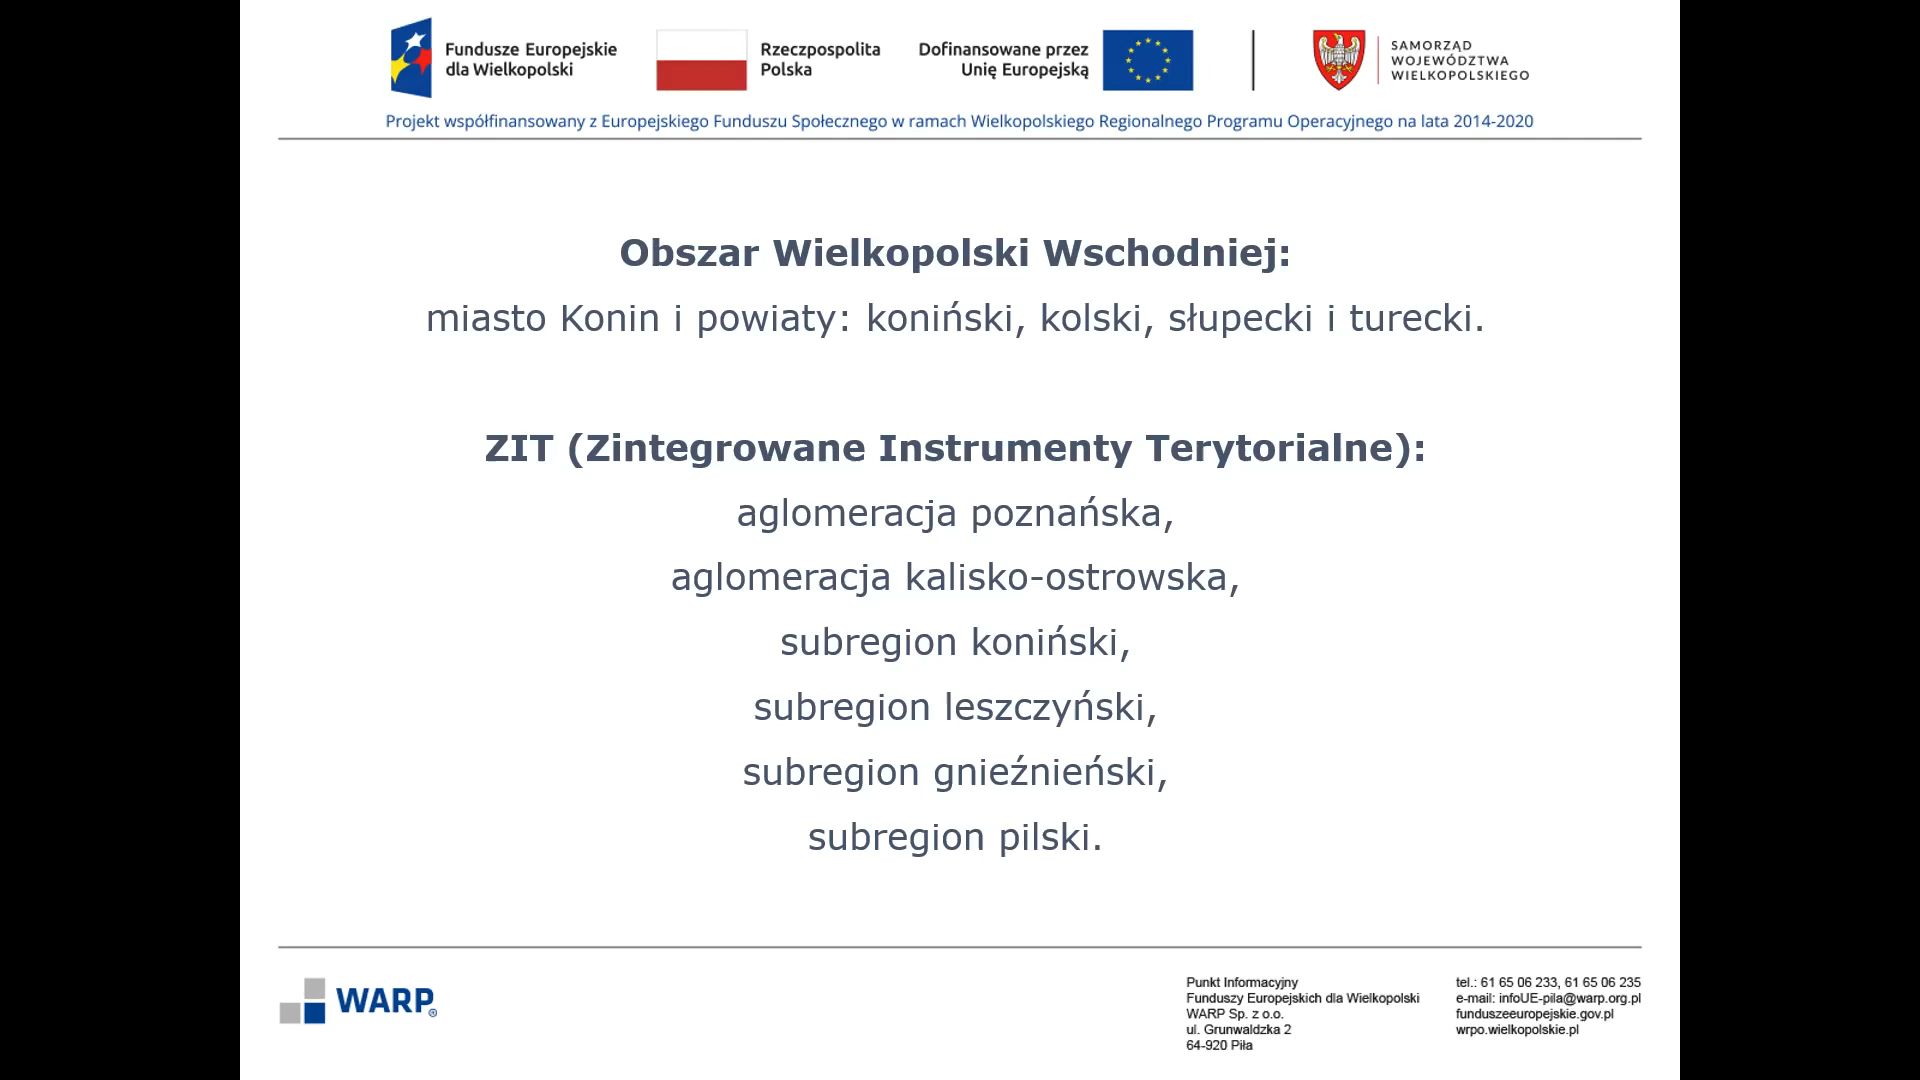 Fundusze Europejskie
dla Wielkopolski
Rzeczpospolita
Polska
Dofinansowane przez
Unię Europejską
SAMORZĄD
WOJEWÓDZTWA
WIELKOPOLSKIEGO
Projekt współfinansowany z Europejskiego Funduszu Społecznego w ramach Wielkopolskiego Regionalnego Programu Operacyjnego na lata 2014-2020
Obszar Wielkopolski Wschodniej:
miasto Konin i powiaty: koniński, kolski, słupecki i turecki.
ZIT (Zintegrowane Instrumenty Terytorialne):
aglomeracja poznańska,
aglomeracja kalisko-ostrowska,
subregion koniński,
subregion leszczyński,
subregion gnieźnieński,
subregion pilski.
WARP®
Punkt Informacyjny
Funduszy Europejskich dla Wielkopolski
WARP Sp. z o.o.
ul. Grunwaldzka 2
64-920 Piła
tel.: 61 65 06 233, 61 65 06 235
e-mail: infoUE-pila@warp.org.pl
funduszeeuropejskie.gov.pl
wrpo.wielkopolskie.pl